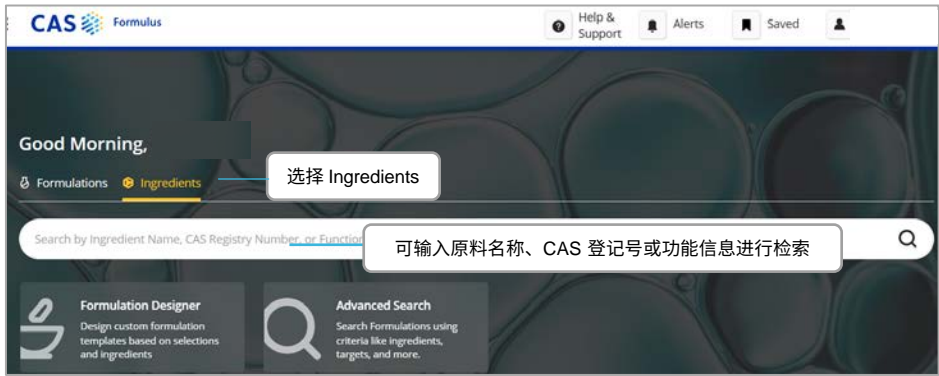 CAS Formulus
Help &
Support
Alerts
Saved
Good Morning,
Formulations
Ingredients
选择 Ingredients
Search by Ingredient Name, CAS Registry Number, or Function
可输入原料名称、CAS 登记号或功能信息进行检索
Formulation Designer
Design custom formulation
templates based on selections
and ingredients
Advanced Search
Search Formulations using
criteria like ingredients,
targets, and more.